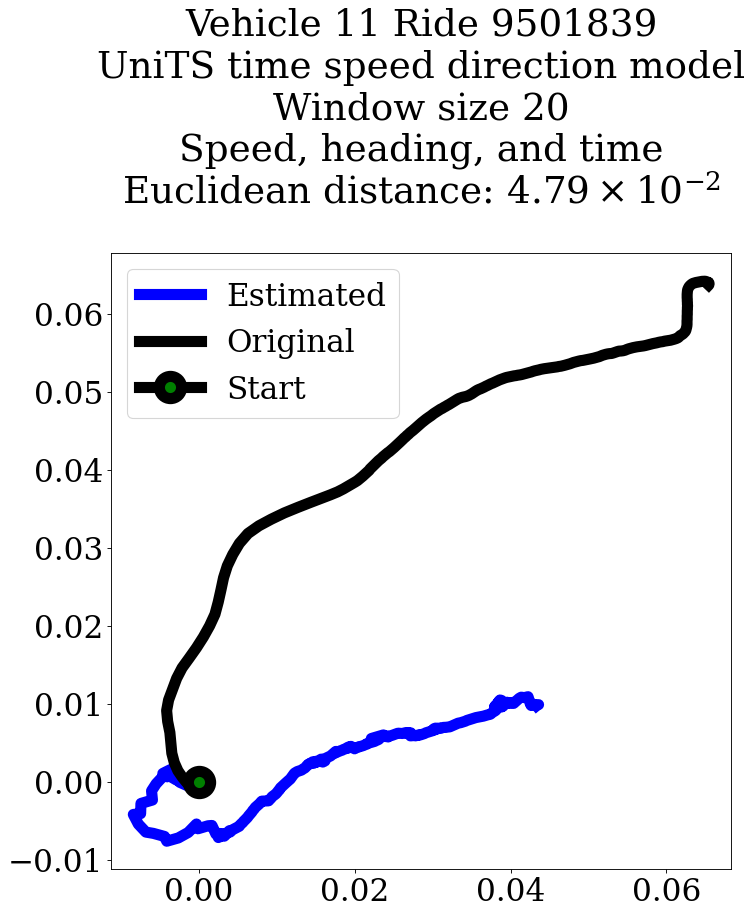 Vehicle 11 Ride 9501839
UniTS time speed direction model
Window size 20
Speed, heading, and time
Euclidean distance: 4.79 × 10⁻²
Estimated
Original
Start
0.06
0.05
0.04
0.03
0.02
0.01
0.00
−0.01
0.00 0.02 0.04 0.06